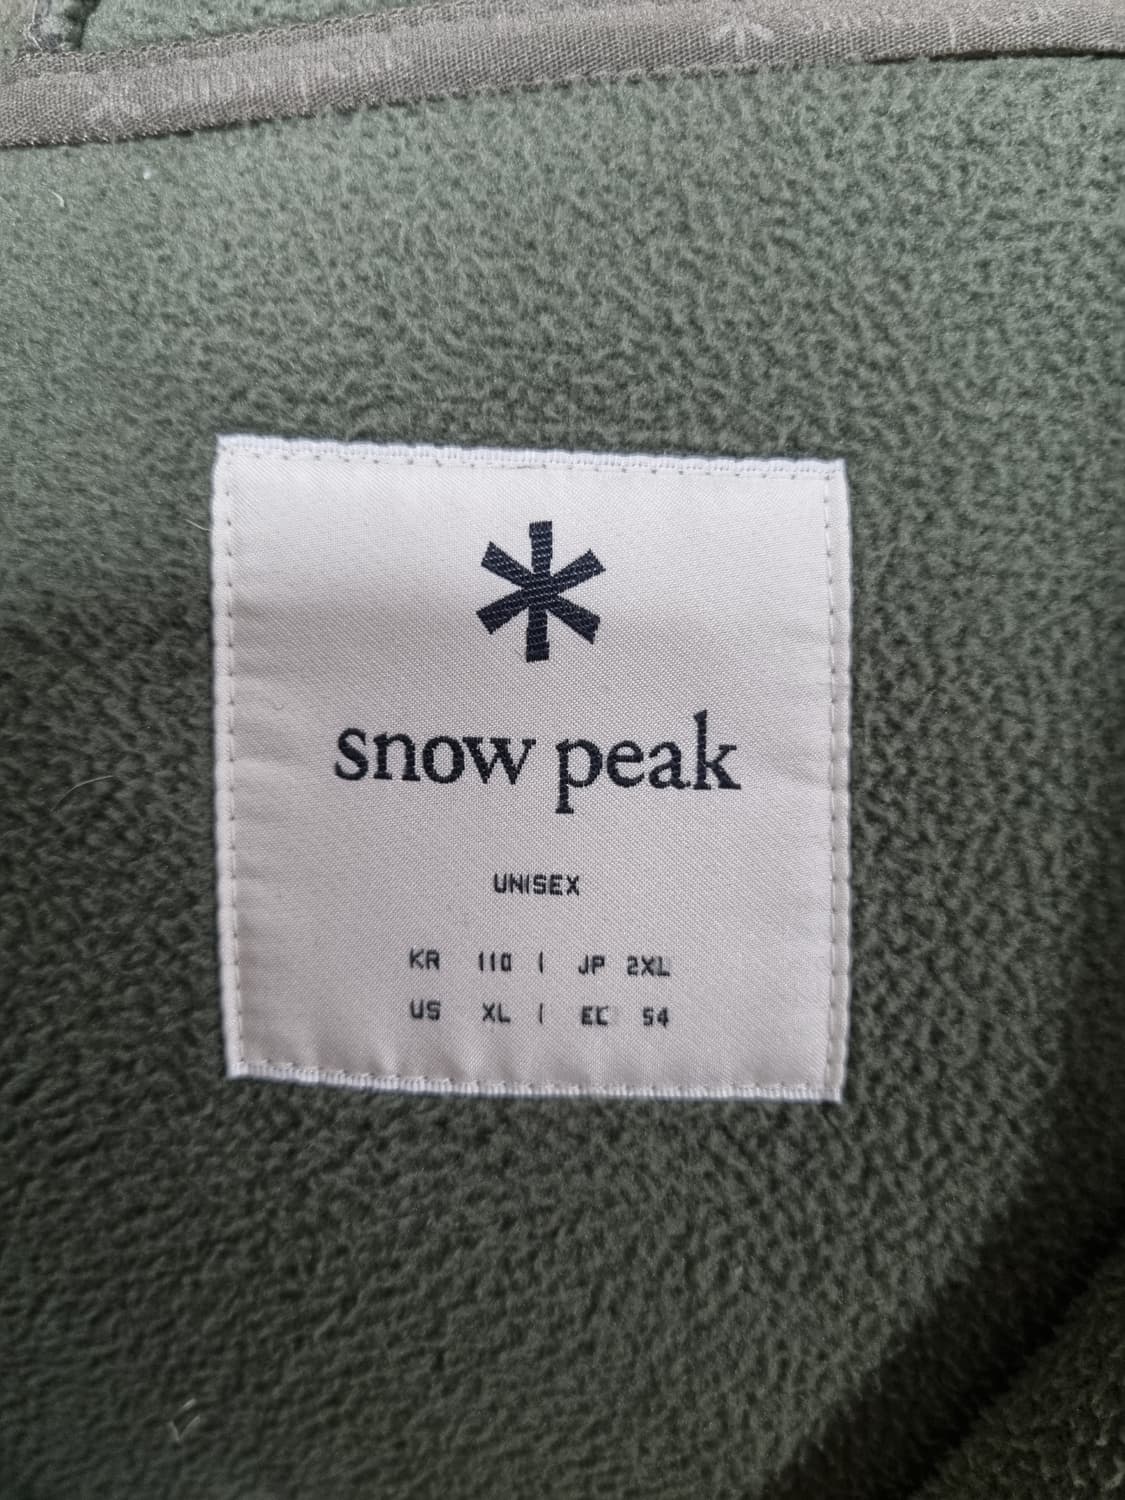 snow peak
UNISEX
KR 110 | JP 2XL
US XL | EC 54